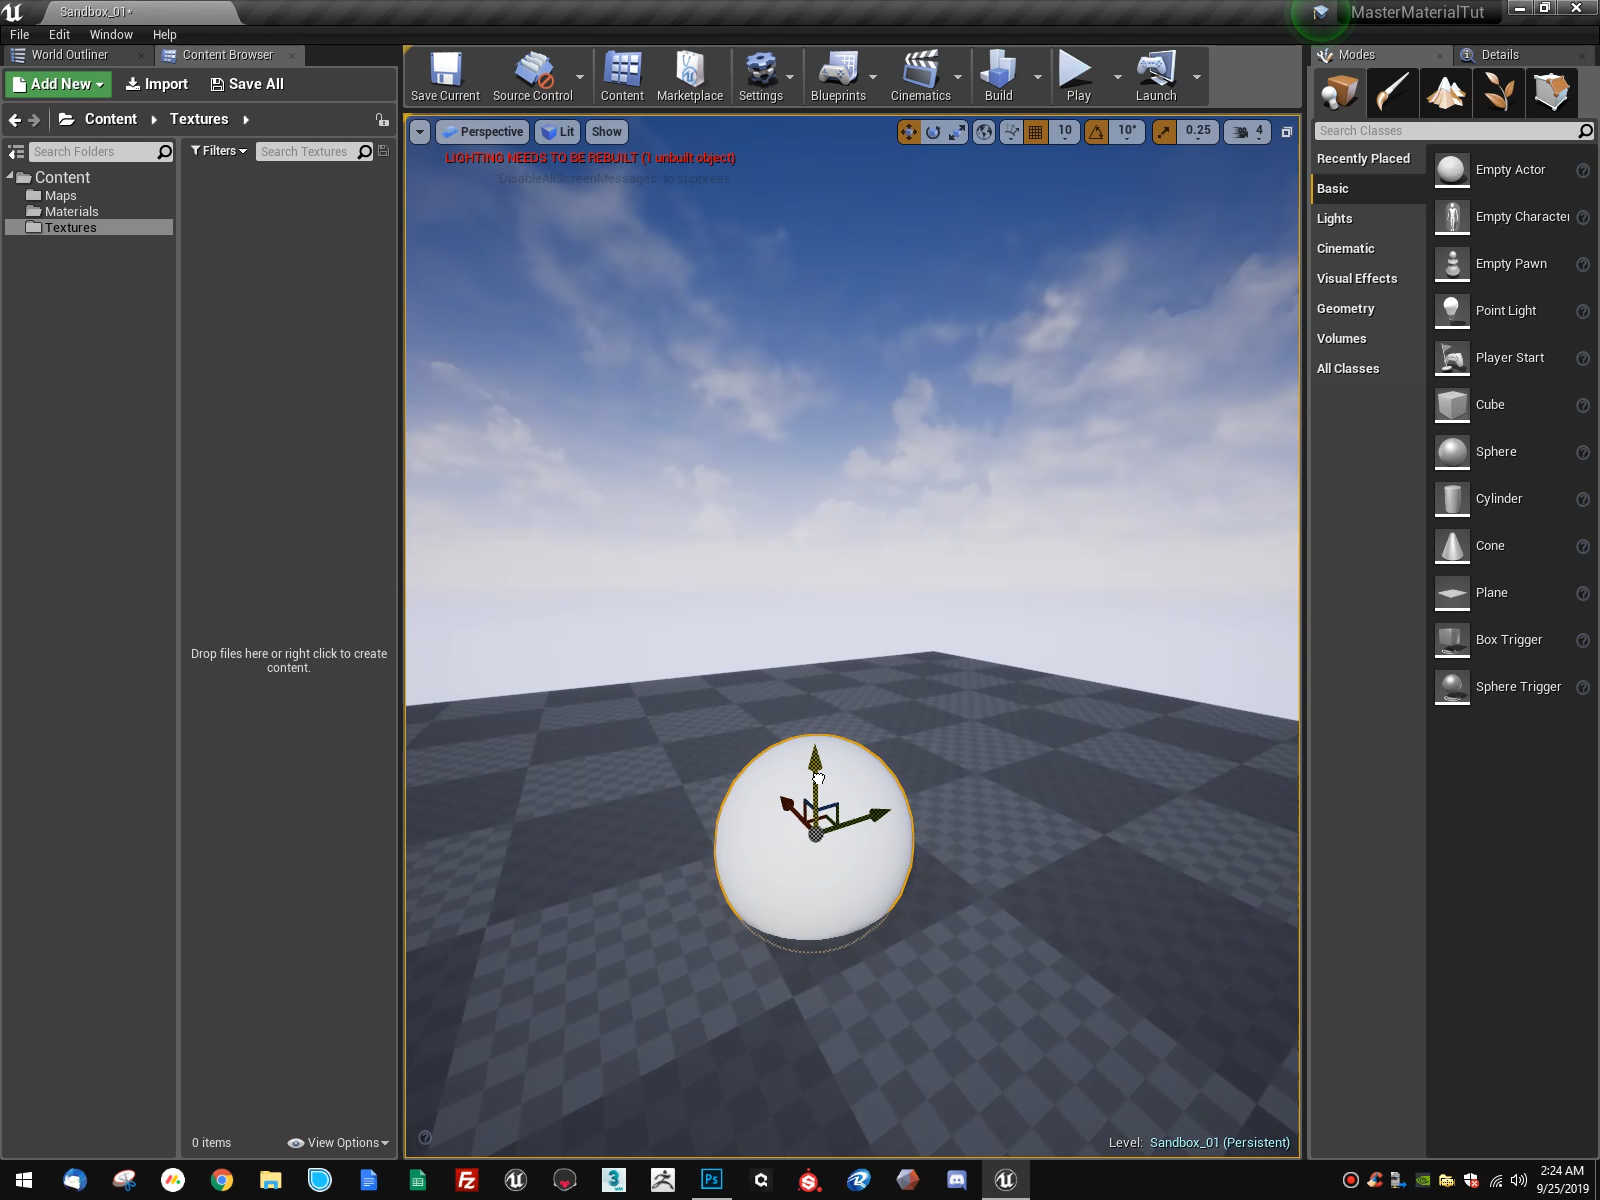 Sandbox_01*
MasterMaterialTut
File Edit Window Help
World Outliner
Content Browser
Add New
Import
Save All
Content
Textures
Search Folders
Filters
Search Textures
Content
Maps
Materials
Textures
Drop files here or right click to create
content.
0 items
View Options
Save Current
Source Control
Content
Marketplace
Settings
Blueprints
Cinematics
Build
Play
Launch
Perspective
Lit
Show
10
10°
0.25
4
LIGHTING NEEDS TO BE REBUILT (1 unbuilt object)
'DisableAllScreenMessages' to suppress
Level: Sandbox_01 (Persistent)
Modes
Details
Search Classes
Recently Placed
Basic
Lights
Cinematic
Visual Effects
Geometry
Volumes
All Classes
Empty Actor
Empty Character
Empty Pawn
Point Light
Player Start
Cube
Sphere
Cylinder
Cone
Plane
Box Trigger
Sphere Trigger
Ps
2:24 AM
9/25/2019